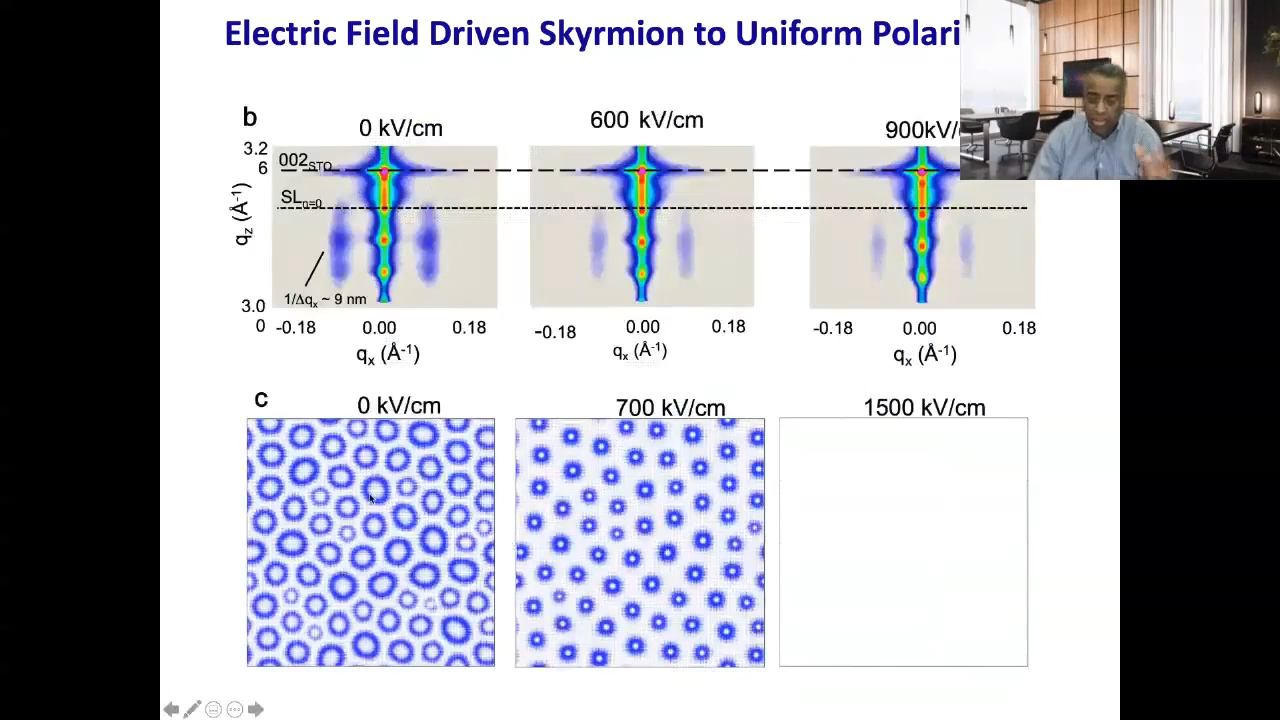 Electric Field Driven Skyrmion to Uniform Polari
b
0 kV/cm
600 kV/cm
900kV/
3.2
6
002STO
SLn=0
qz (Å-1)
1/Δqx ~ 9 nm
3.0
0
-0.18 0.00 0.18
-0.18 0.00 0.18
-0.18 0.00 0.18
qx (Å-1)
qx (Å-1)
qx (Å-1)
c
0 kV/cm
700 kV/cm
1500 kV/cm